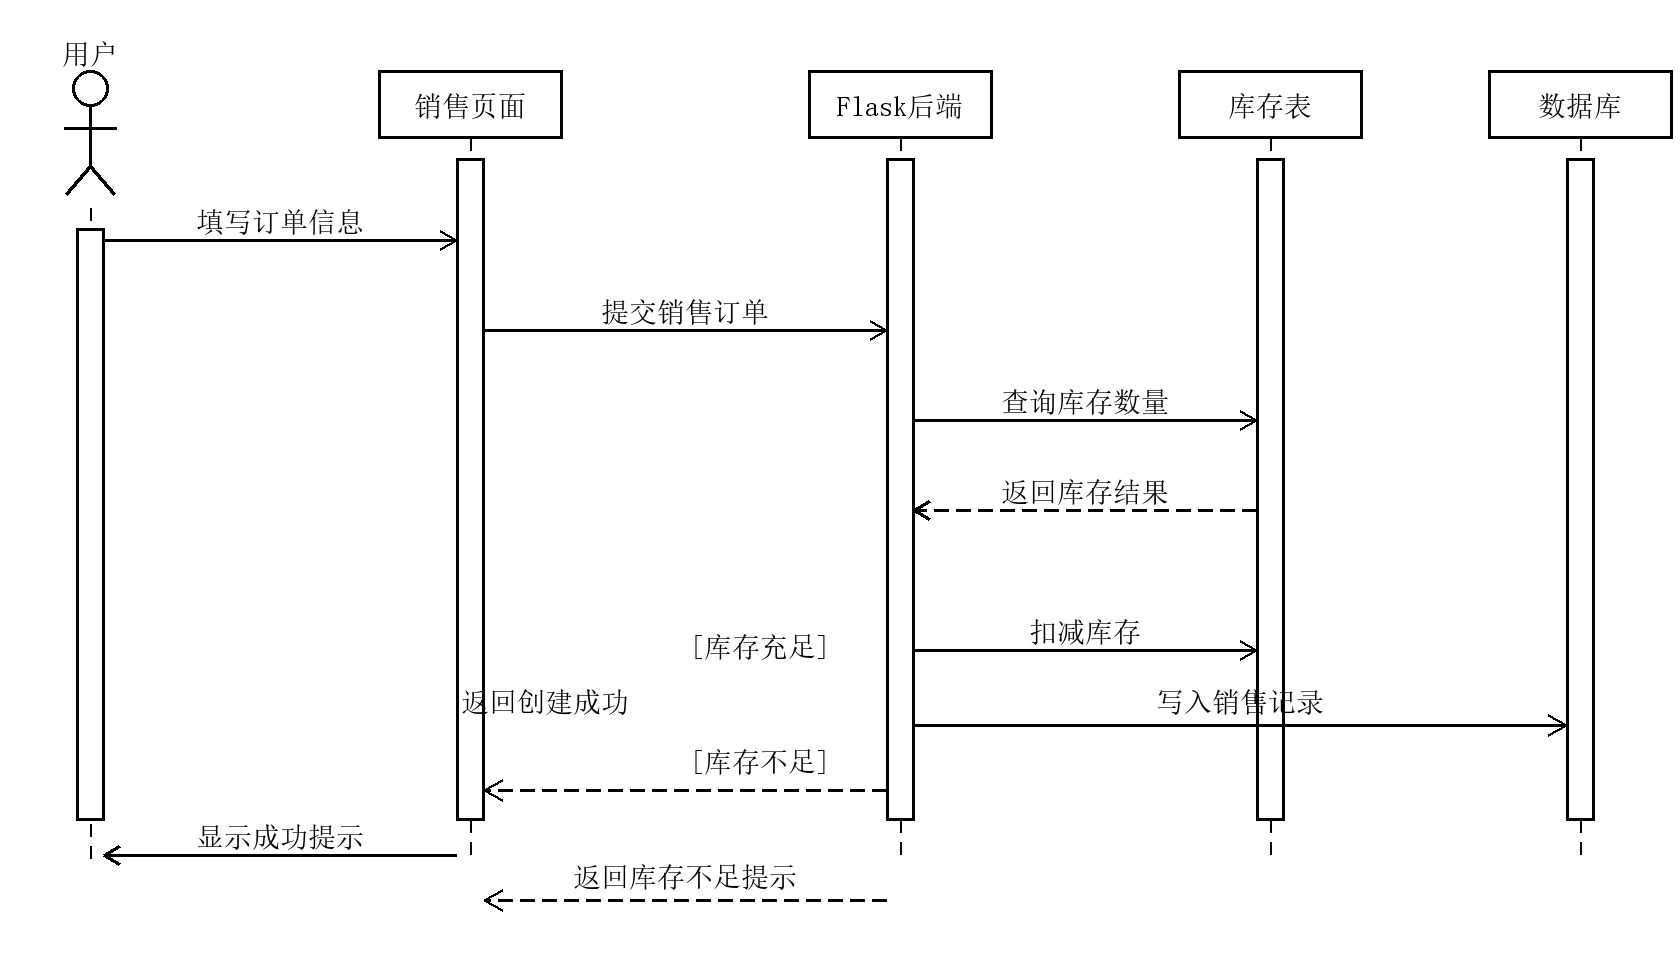 用户
销售页面
Flask后端
库存表
数据库
填写订单信息
提交销售订单
查询库存数量
返回库存结果
扣减库存
[库存充足]
返回创建成功
写入销售记录
[库存不足]
显示成功提示
返回库存不足提示